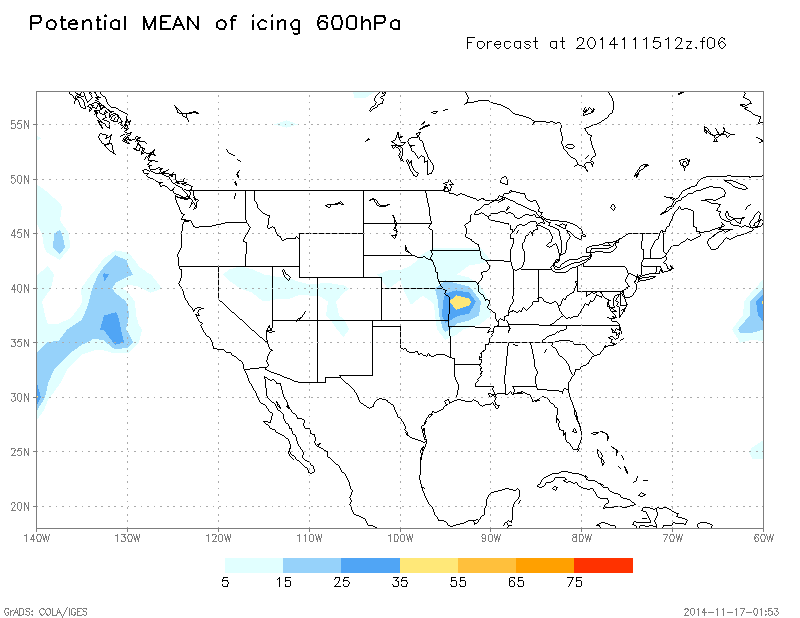 Potential MEAN of icing 600hPa
Forecast at 2014111512z.f06
55N
50N
45N
40N
35N
30N
25N
20N
140W 130W 120W 110W 100W 90W 80W 70W 60W
5 15 25 35 55 65 75
GrADS: COLA/IGES
2014-11-17-01:53